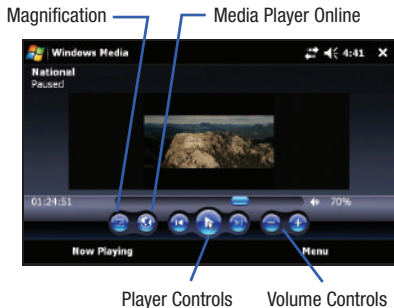 Magnification
Media Player Online
Windows Media
4:41
National
Paused
01:24:51
70%
Now Playing
Menu
Player Controls
Volume Controls